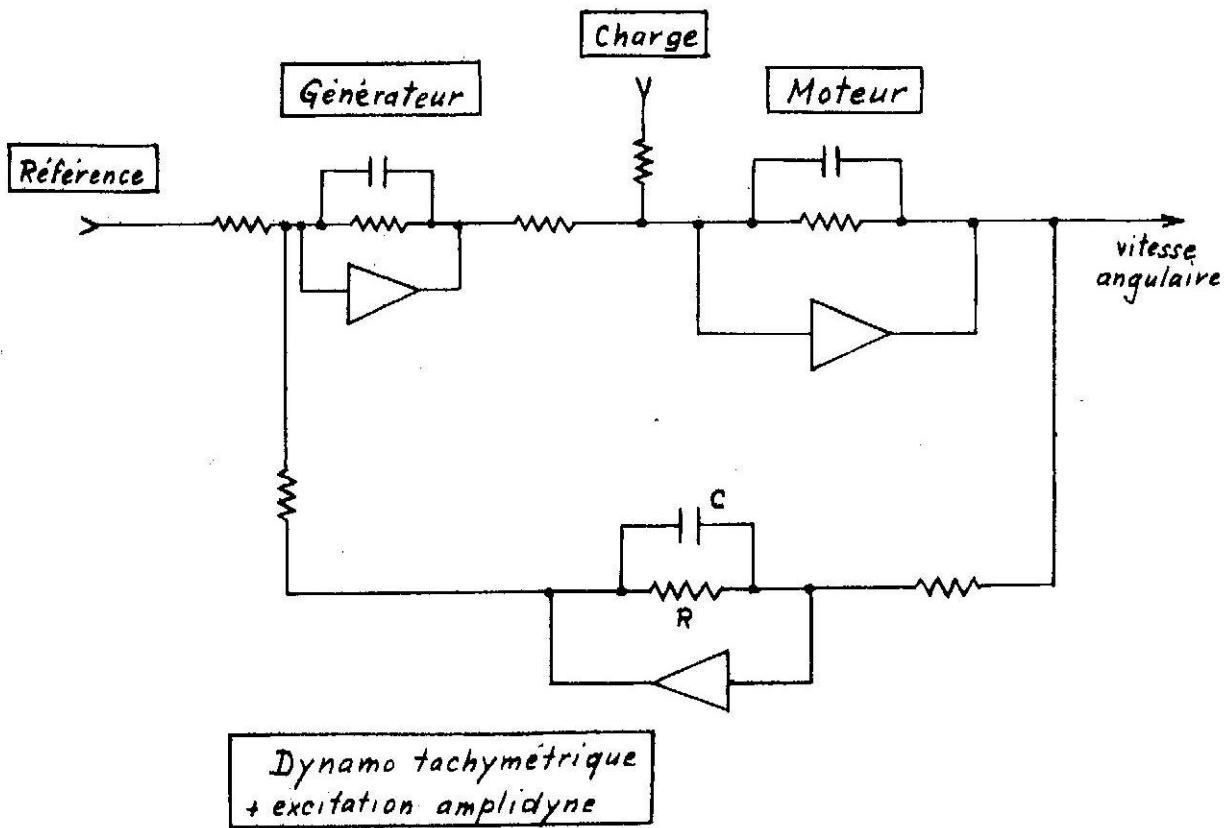 Charge
Générateur
Moteur
Référence
vitesse
angulaire
C
R
Dynamo tachymétrique
+ excitation amplidyne